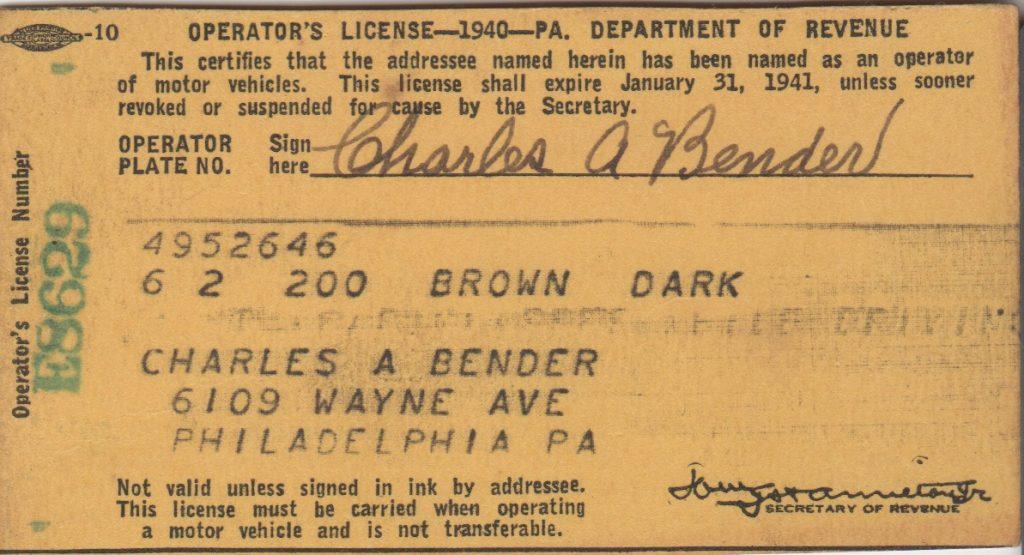 -10
OPERATOR'S LICENSE—1940—PA. DEPARTMENT OF REVENUE
This certifies that the addressee named herein has been named as an operator
of motor vehicles. This license shall expire January 31, 1941, unless sooner
revoked or suspended for cause by the Secretary.
OPERATOR Sign Charles A Bender
PLATE NO. here
Operator's License Number
E8629
4952646
6 2 200 BROWN DARK
DRIVIN
CHARLES A BENDER
6109 WAYNE AVE
PHILADELPHIA PA
Not valid unless signed in ink by addressee.
This license must be carried when operating
a motor vehicle and is not transferable.
SECRETARY OF REVENUE